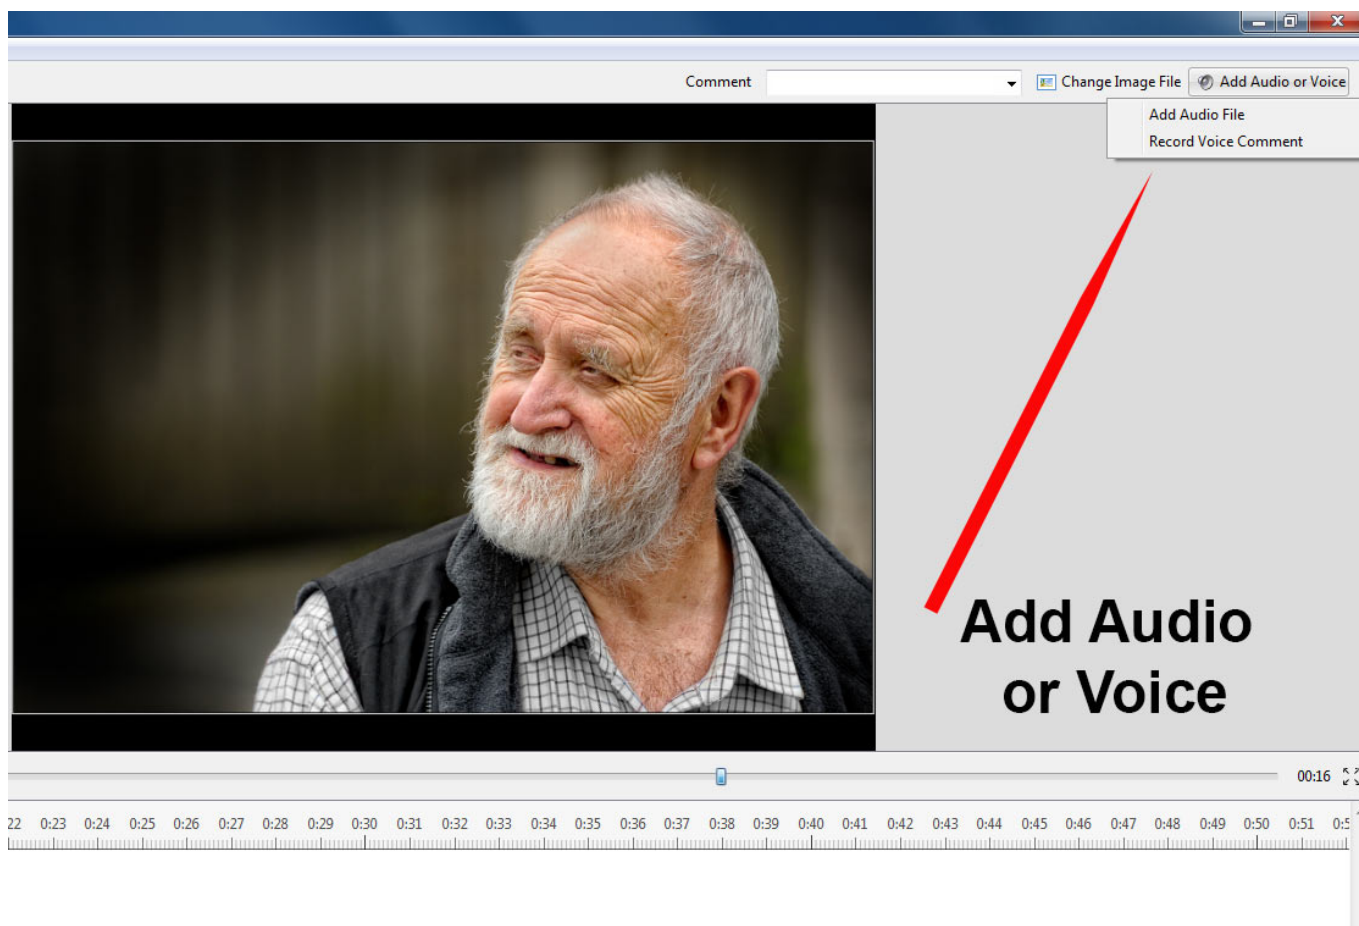 Comment Change Image File Add Audio or Voice
Add Audio File
Record Voice Comment
Add Audio
or Voice
00:16
22 0:23 0:24 0:25 0:26 0:27 0:28 0:29 0:30 0:31 0:32 0:33 0:34 0:35 0:36 0:37 0:38 0:39 0:40 0:41 0:42 0:43 0:44 0:45 0:46 0:47 0:48 0:49 0:50 0:51 0:5